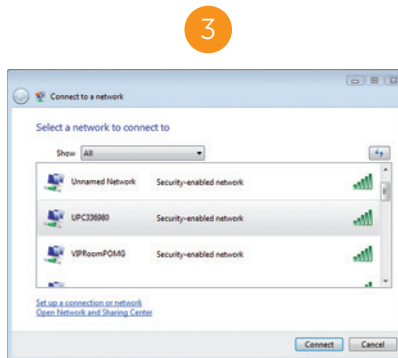 3
Connect to a network
Select a network to connect to
Show All
Unnamed Network Security-enabled network
UPC336980 Security-enabled network
VIPRoomPOMG Security-enabled network
Set up a connection or network
Open Network and Sharing Center
Connect Cancel